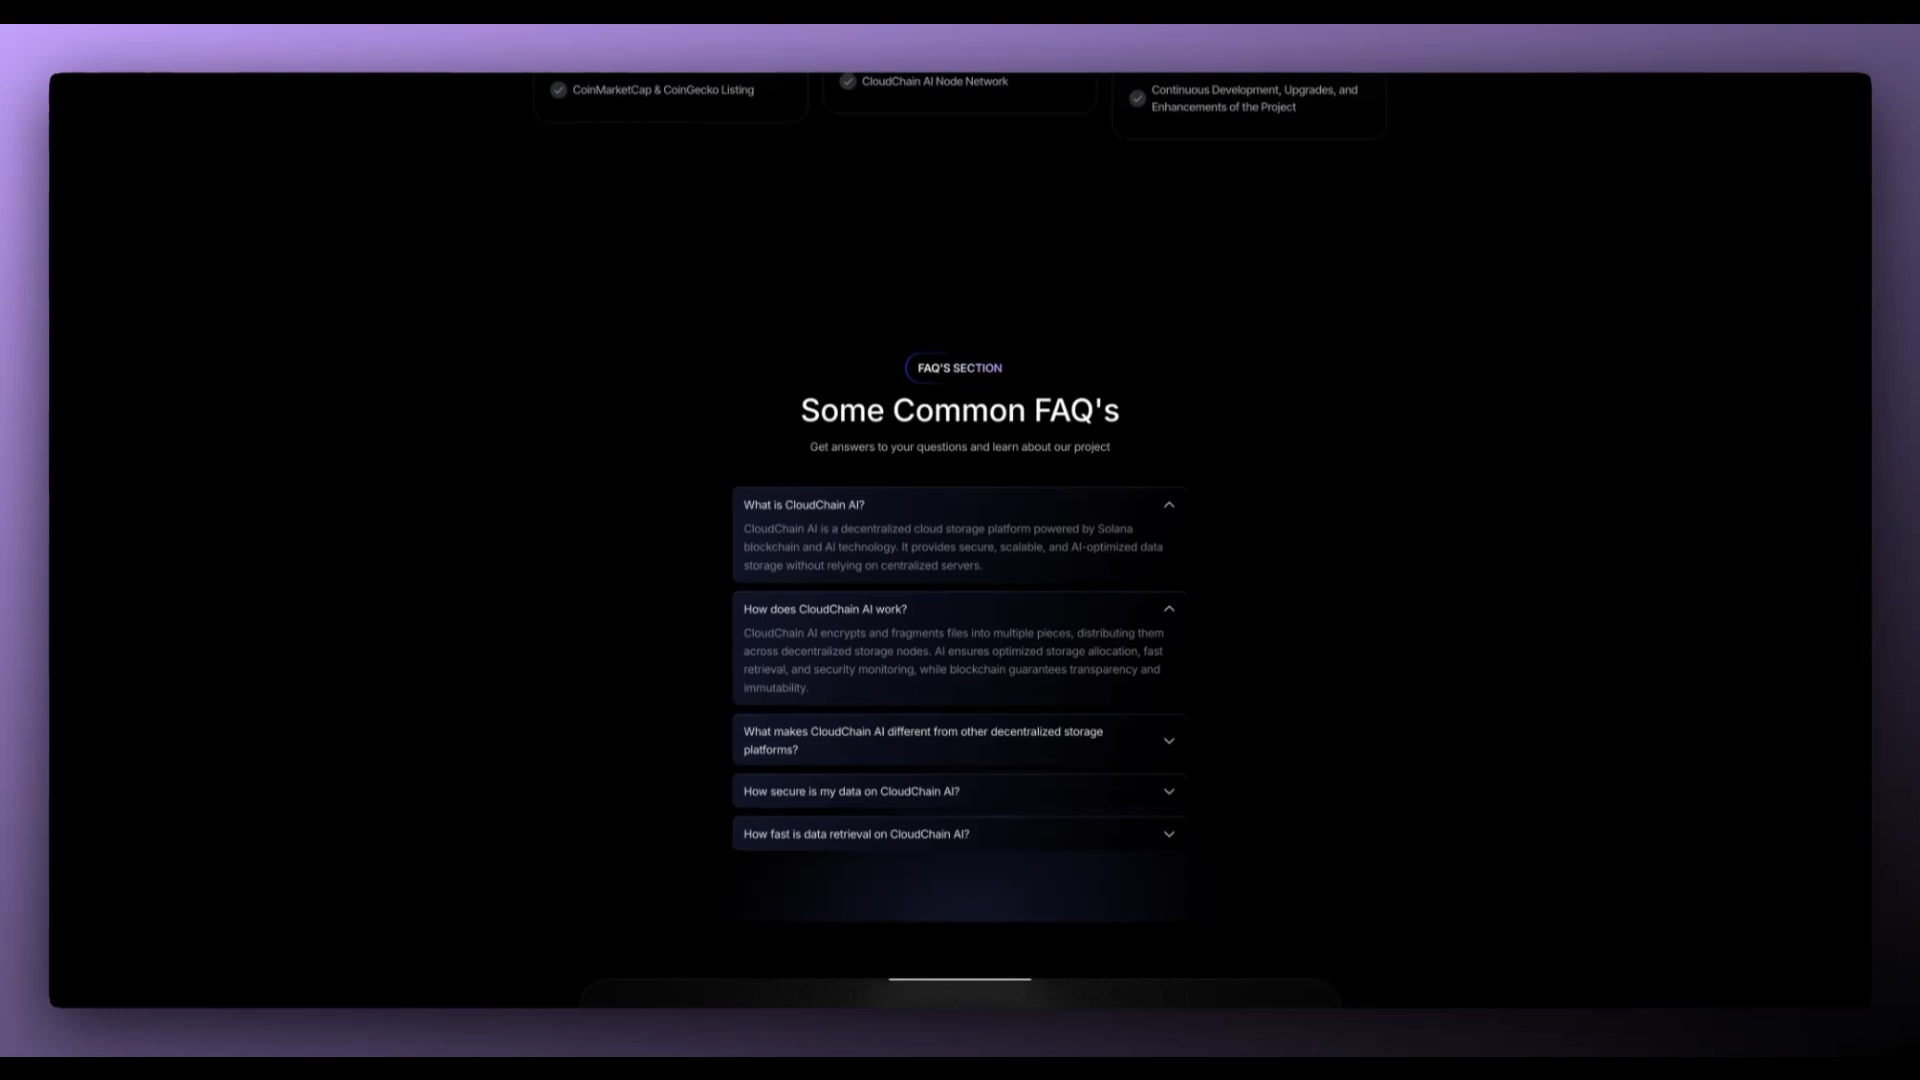 CoinMarketCap & CoinGecko Listing
CloudChain AI Node Network
Continuous Development, Upgrades, and
Enhancements of the Project
FAQ'S SECTION
Some Common FAQ's
Get answers to your questions and learn about our project
What is CloudChain AI?
CloudChain AI is a decentralized cloud storage platform powered by Solana
blockchain and AI technology. It provides secure, scalable, and AI-optimized data
storage without relying on centralized servers.
How does CloudChain AI work?
CloudChain AI encrypts and fragments files into multiple pieces, distributing them
across decentralized storage nodes. AI ensures optimized storage allocation, fast
retrieval, and security monitoring, while blockchain guarantees transparency and
immutability.
What makes CloudChain AI different from other decentralized storage
platforms?
How secure is my data on CloudChain AI?
How fast is data retrieval on CloudChain AI?